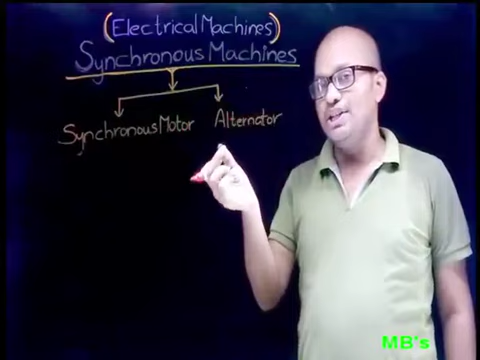 (Electrical Machines)
Synchronous Machines
Synchronous Motor
Alternator
MB's